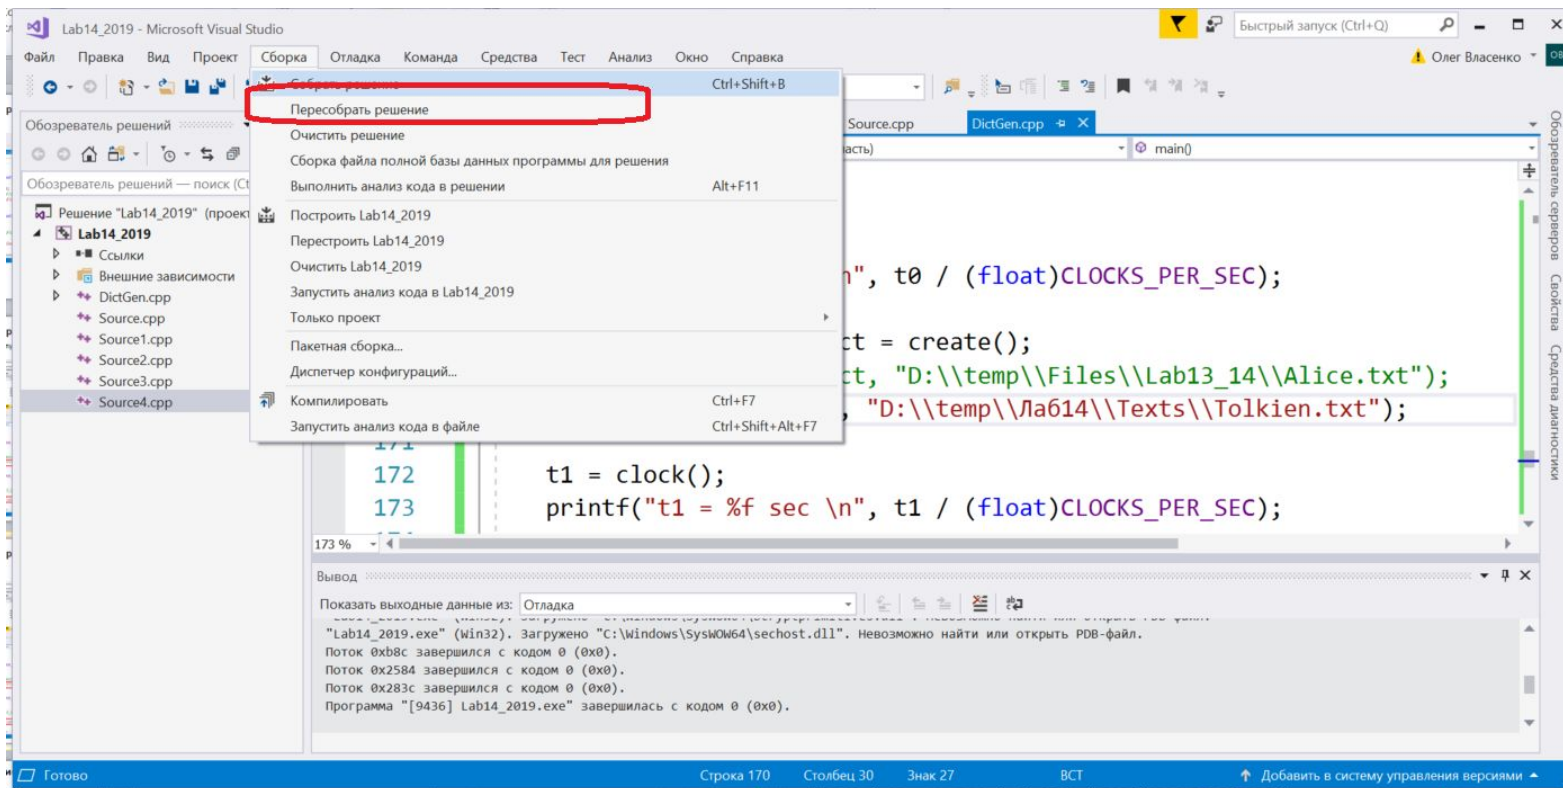 Lab14_2019 - Microsoft Visual Studio
Быстрый запуск (Ctrl+Q)
Файл Правка Вид Проект Сборка Отладка Команда Средства Тест Анализ Окно Справка
Олег Власенко ОВ
Собрать решение Ctrl+Shift+B
Пересобрать решение
Очистить решение
Сборка файла полной базы данных программы для решения
Выполнить анализ кода в решении Alt+F11
Построить Lab14_2019
Перестроить Lab14_2019
Очистить Lab14_2019
Запустить анализ кода в Lab14_2019
Только проект
Пакетная сборка...
Диспетчер конфигураций...
Компилировать Ctrl+F7
Запустить анализ кода в файле Ctrl+Shift+Alt+F7
Обозреватель решений
Обозреватель решений — поиск (Ct
Решение "Lab14_2019" (проект
Lab14_2019
Ссылки
Внешние зависимости
DictGen.cpp
Source.cpp
Source1.cpp
Source2.cpp
Source3.cpp
Source4.cpp
Source.cpp DictGen.cpp
асть) main()
n", t0 / (float)CLOCKS_PER_SEC);
ct = create();
ct, "D:\\temp\\Files\\Lab13_14\\Alice.txt");
, "D:\\temp\\Лаб14\\Texts\\Tolkien.txt");
171
172 t1 = clock();
173 printf("t1 = %f sec \n", t1 / (float)CLOCKS_PER_SEC);
173 %
Вывод
Показать выходные данные из: Отладка
"Lab14_2019.exe" (Win32). Загружено "C:\Windows\SysWOW64\sechost.dll". Невозможно найти или открыть PDB-файл.
Поток 0xb8c завершился с кодом 0 (0x0).
Поток 0x2584 завершился с кодом 0 (0x0).
Поток 0x283c завершился с кодом 0 (0x0).
Программа "[9436] Lab14_2019.exe" завершилась с кодом 0 (0x0).
Обозреватель серверов
Свойства
Средства диагностики
Готово Строка 170 Столбец 30 Знак 27 ВСТ Добавить в систему управления версиями